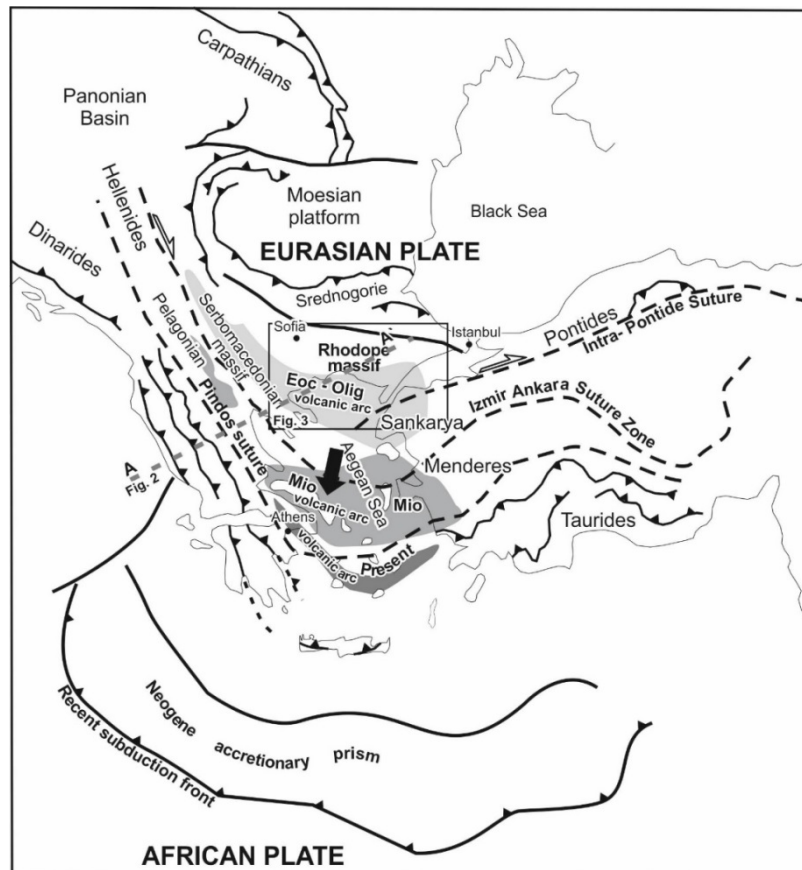 Carpathians
Panonian
Basin
Moesian
platform
Black Sea
Hellenides
EURASIAN PLATE
Dinarides
Srednogorie
Serbomacedonian
massif
Pelagonian
Sofia
A'
Istanbul
Pontides
Intra- Pontide Suture
Rhodope
massif
Eoc - Olig
volcanic arc
Fig. 3
Sankarya
Izmir Ankara Suture Zone
Pindos suture
A
Fig. 2
Aegean Sea
Menderes
Mio
volcanic arc
Mio
Athens
volcanic arc
Present
Taurides
Neogene
accretionary prism
Recent subduction front
AFRICAN PLATE